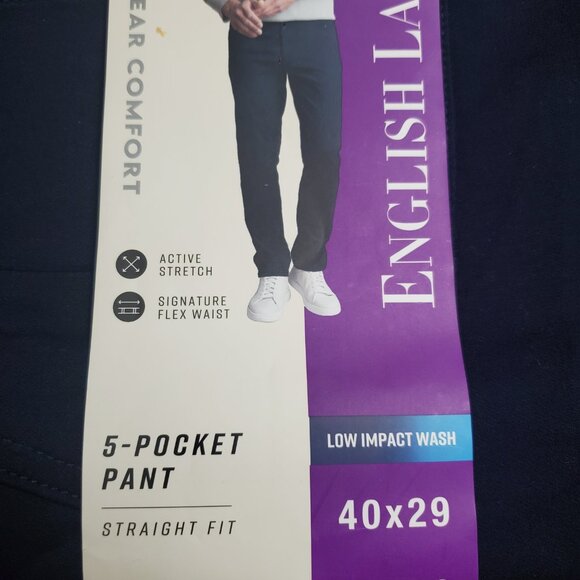 EAR COMFORT
ENGLISH LA
ACTIVE
STRETCH
SIGNATURE
FLEX WAIST
5-POCKET
PANT
STRAIGHT FIT
LOW IMPACT WASH
40x29